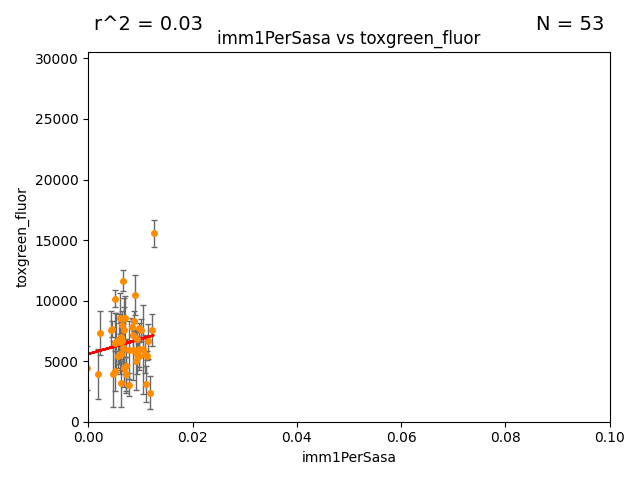 r^2 = 0.03
N = 53
imm1PerSasa vs toxgreen_fluor
30000
25000
20000
15000
10000
5000
0
toxgreen_fluor
0.00 0.02 0.04 0.06 0.08 0.10
imm1PerSasa